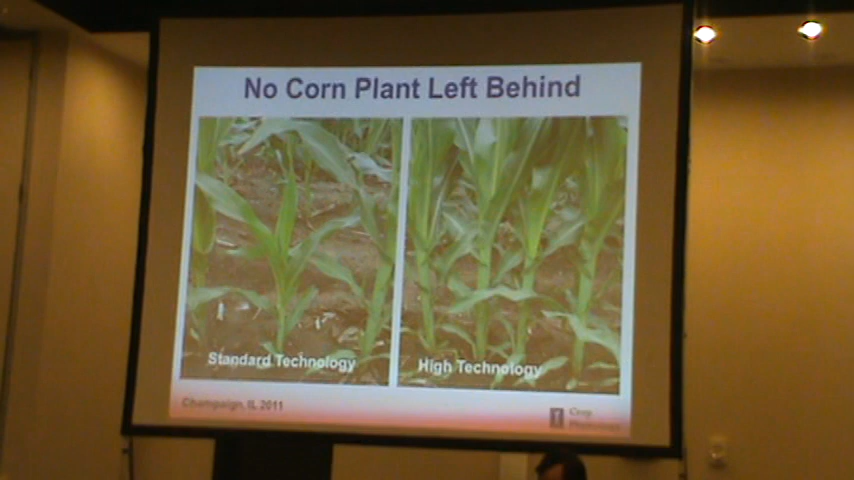 No Corn Plant Left Behind
Standard Technology
High Technology
Champaign, IL 2011
Crop